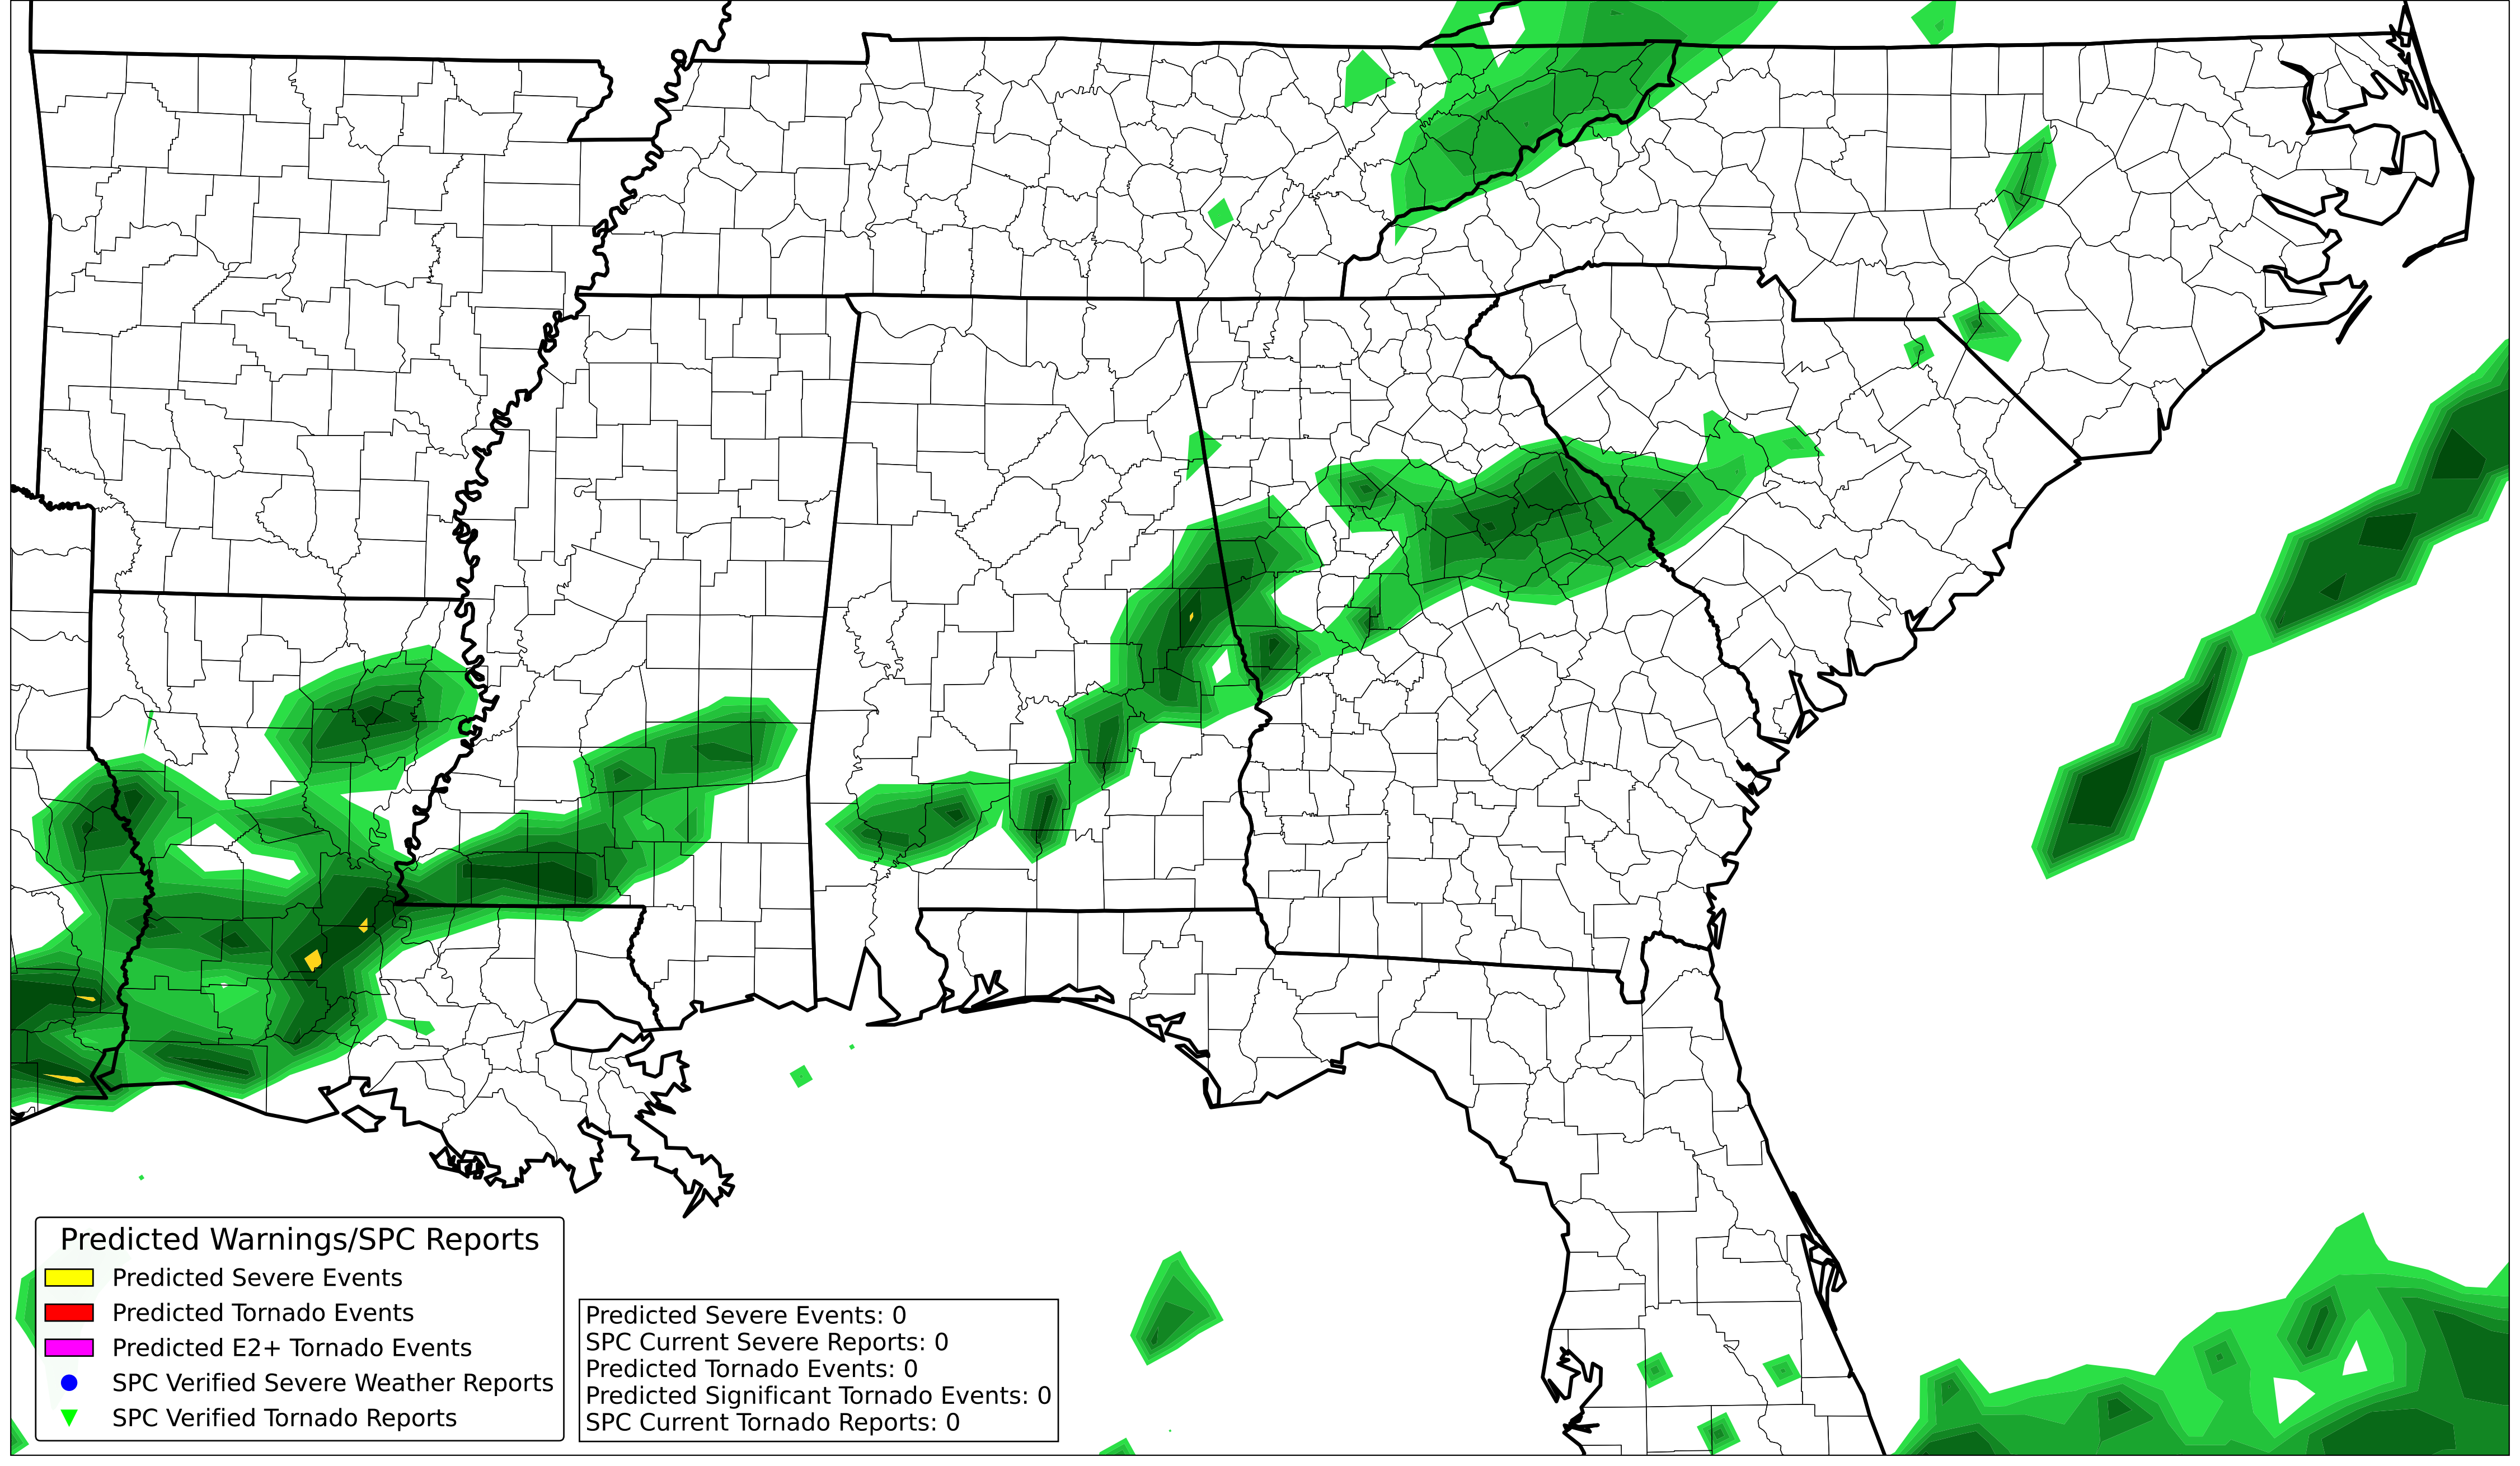 Predicted Warnings/SPC Reports
Predicted Severe Events
Predicted Tornado Events
Predicted E2+ Tornado Events
SPC Verified Severe Weather Reports
SPC Verified Tornado Reports
Predicted Severe Events: 0
SPC Current Severe Reports: 0
Predicted Tornado Events: 0
Predicted Significant Tornado Events: 0
SPC Current Tornado Reports: 0